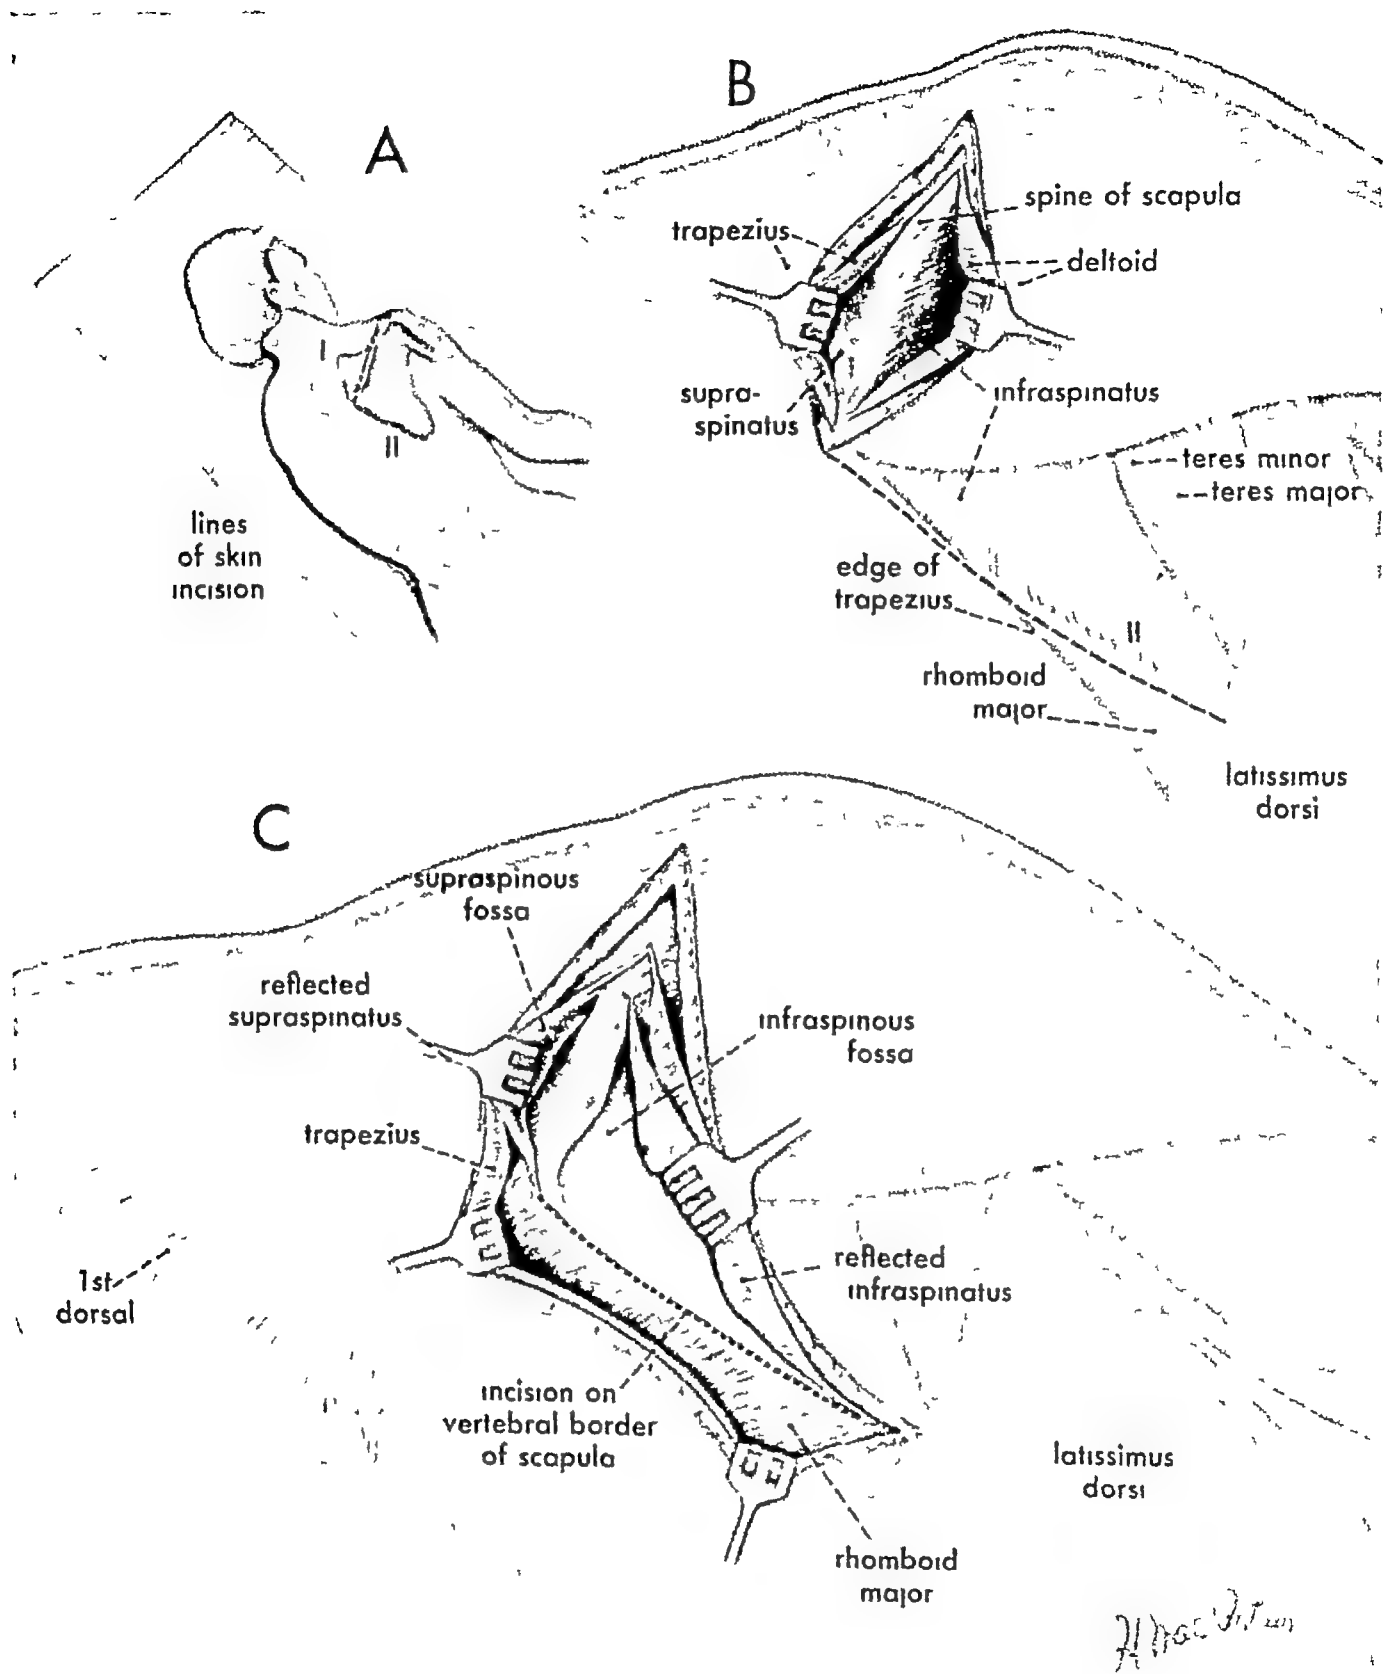 A
I
II
lines
of skin
incision
B
spine of scapula
trapezius
deltoid
supra-
spinatus
infraspinatus
teres minor
teres major
edge of
trapezius
II
rhomboid
major
latissimus
dorsi
C
supraspinous
fossa
reflected
supraspinatus
infraspinous
fossa
trapezius
1st
dorsal
reflected
infraspinatus
incision on
vertebral border
of scapula
latissimus
dorsi
rhomboid
major